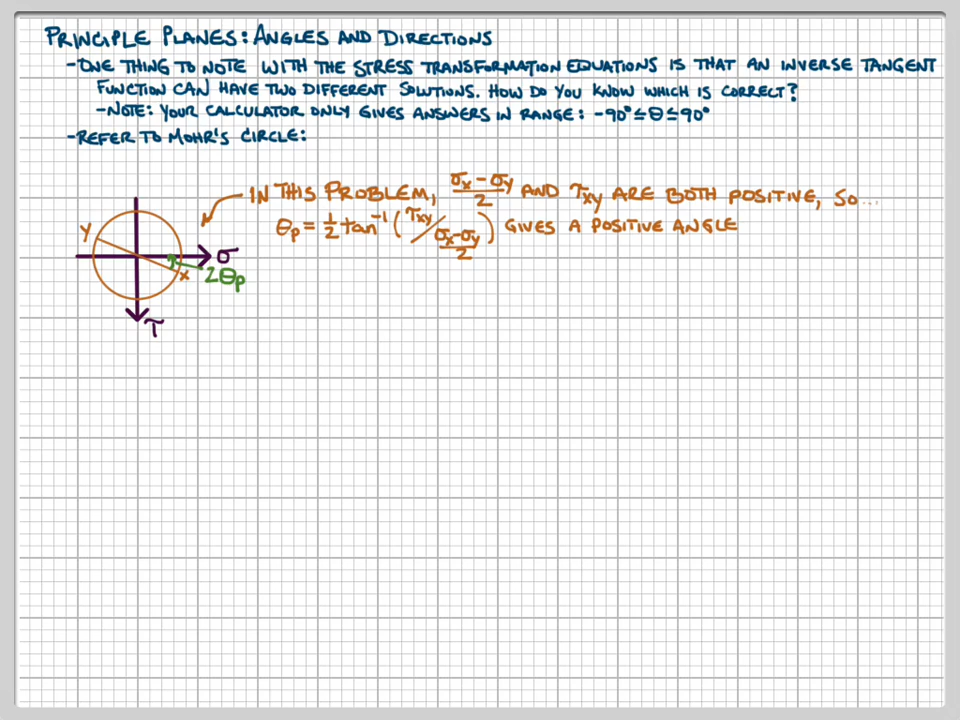 PRINCIPLE PLANES: ANGLES AND DIRECTIONS
- ONE THING TO NOTE WITH THE STRESS TRANSFORMATION EQUATIONS IS THAT AN INVERSE TANGENT
FUNCTION CAN HAVE TWO DIFFERENT SOLUTIONS. HOW DO YOU KNOW WHICH IS CORRECT?
- NOTE: YOUR CALCULATOR ONLY GIVES ANSWERS IN RANGE: -90° ≤ θ ≤ 90°
- REFER TO MOHR'S CIRCLE:
IN THIS PROBLEM, (σx - σy)/2 AND τxy ARE BOTH POSITIVE, SO...
θp = 1/2 tan⁻¹ (τxy / (σx-σy)/2) GIVES A POSITIVE ANGLE
y
σ
x 2θp
τ